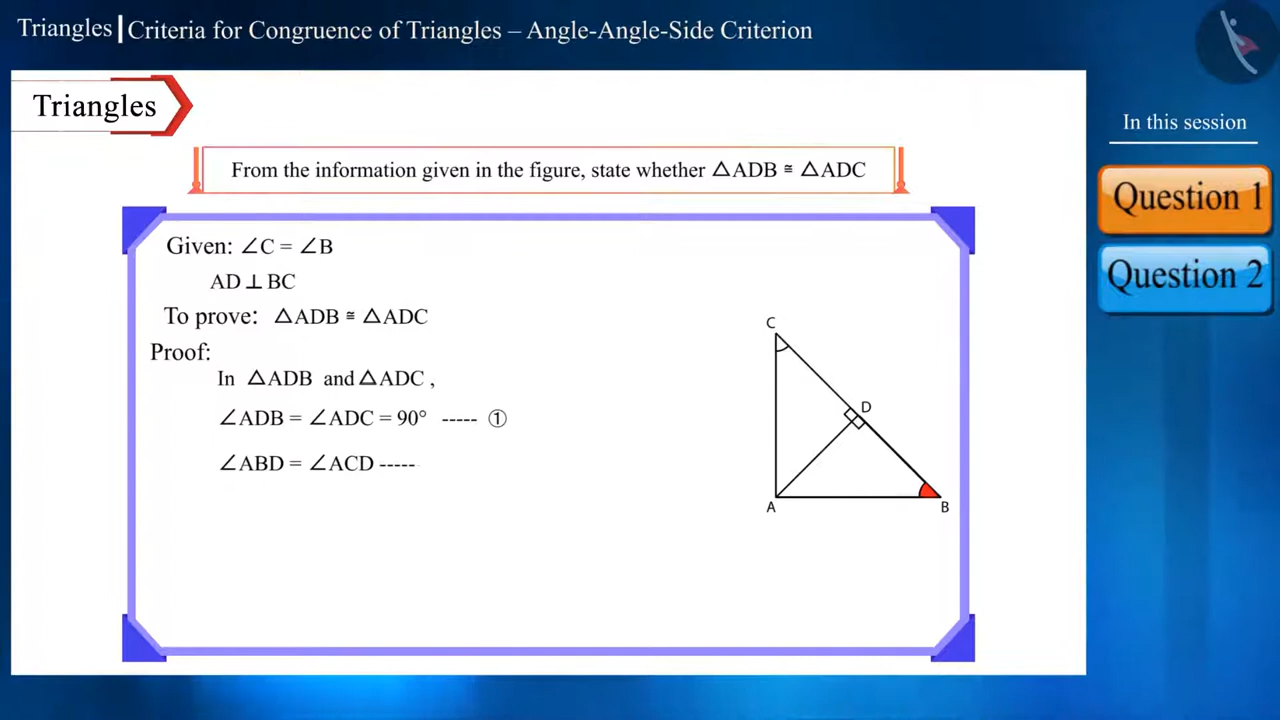 Triangles | Criteria for Congruence of Triangles – Angle-Angle-Side Criterion
Triangles
In this session
Question 1
Question 2
From the information given in the figure, state whether △ADB ≅ △ADC
Given: ∠C = ∠B
AD ⊥ BC
To prove: △ADB ≅ △ADC
Proof:
In △ADB and △ADC ,
∠ADB = ∠ADC = 90° ----- ①
∠ABD = ∠ACD -----
C
D
A
B